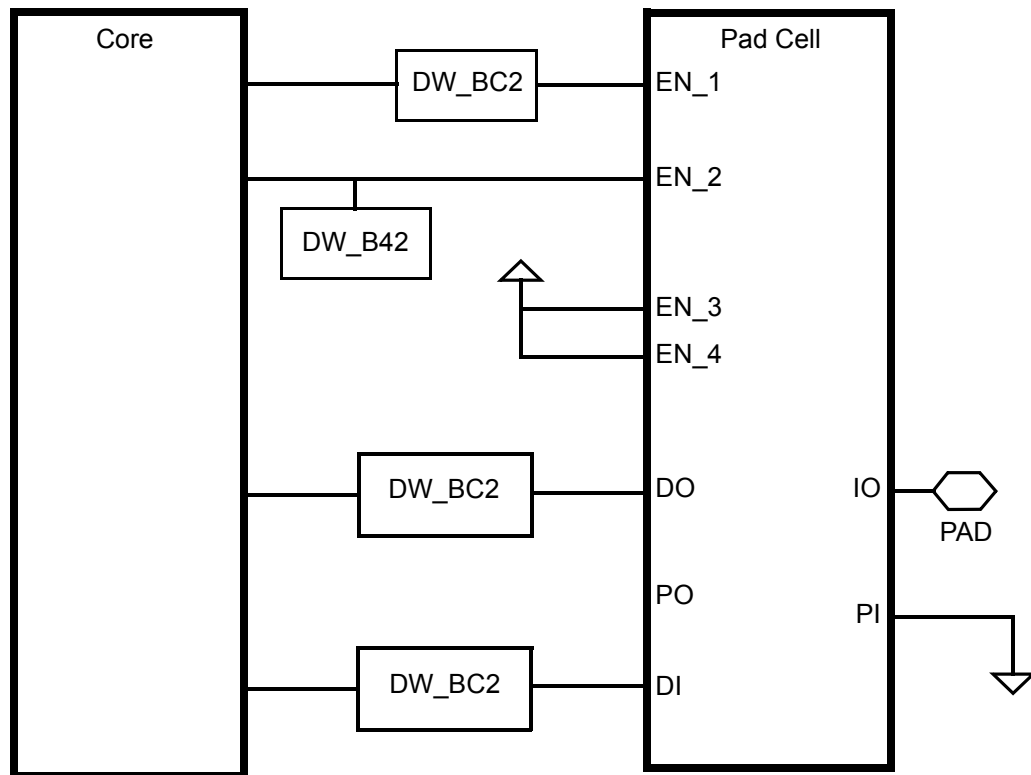 Core
Pad Cell
DW_BC2
EN_1
EN_2
DW_B42
EN_3
EN_4
DW_BC2
DO
IO
PAD
PO
PI
DW_BC2
DI